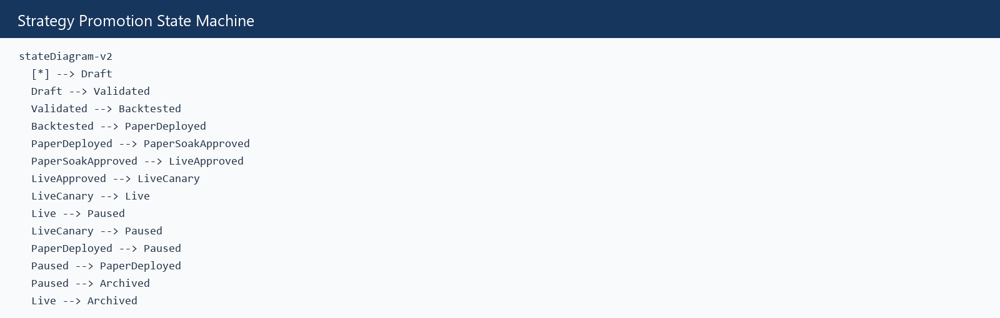 Strategy Promotion State Machine
stateDiagram-v2
[*] --> Draft
Draft --> Validated
Validated --> Backtested
Backtested --> PaperDeployed
PaperDeployed --> PaperSoakApproved
PaperSoakApproved --> LiveApproved
LiveApproved --> LiveCanary
LiveCanary --> Live
Live --> Paused
LiveCanary --> Paused
PaperDeployed --> Paused
Paused --> PaperDeployed
Paused --> Archived
Live --> Archived